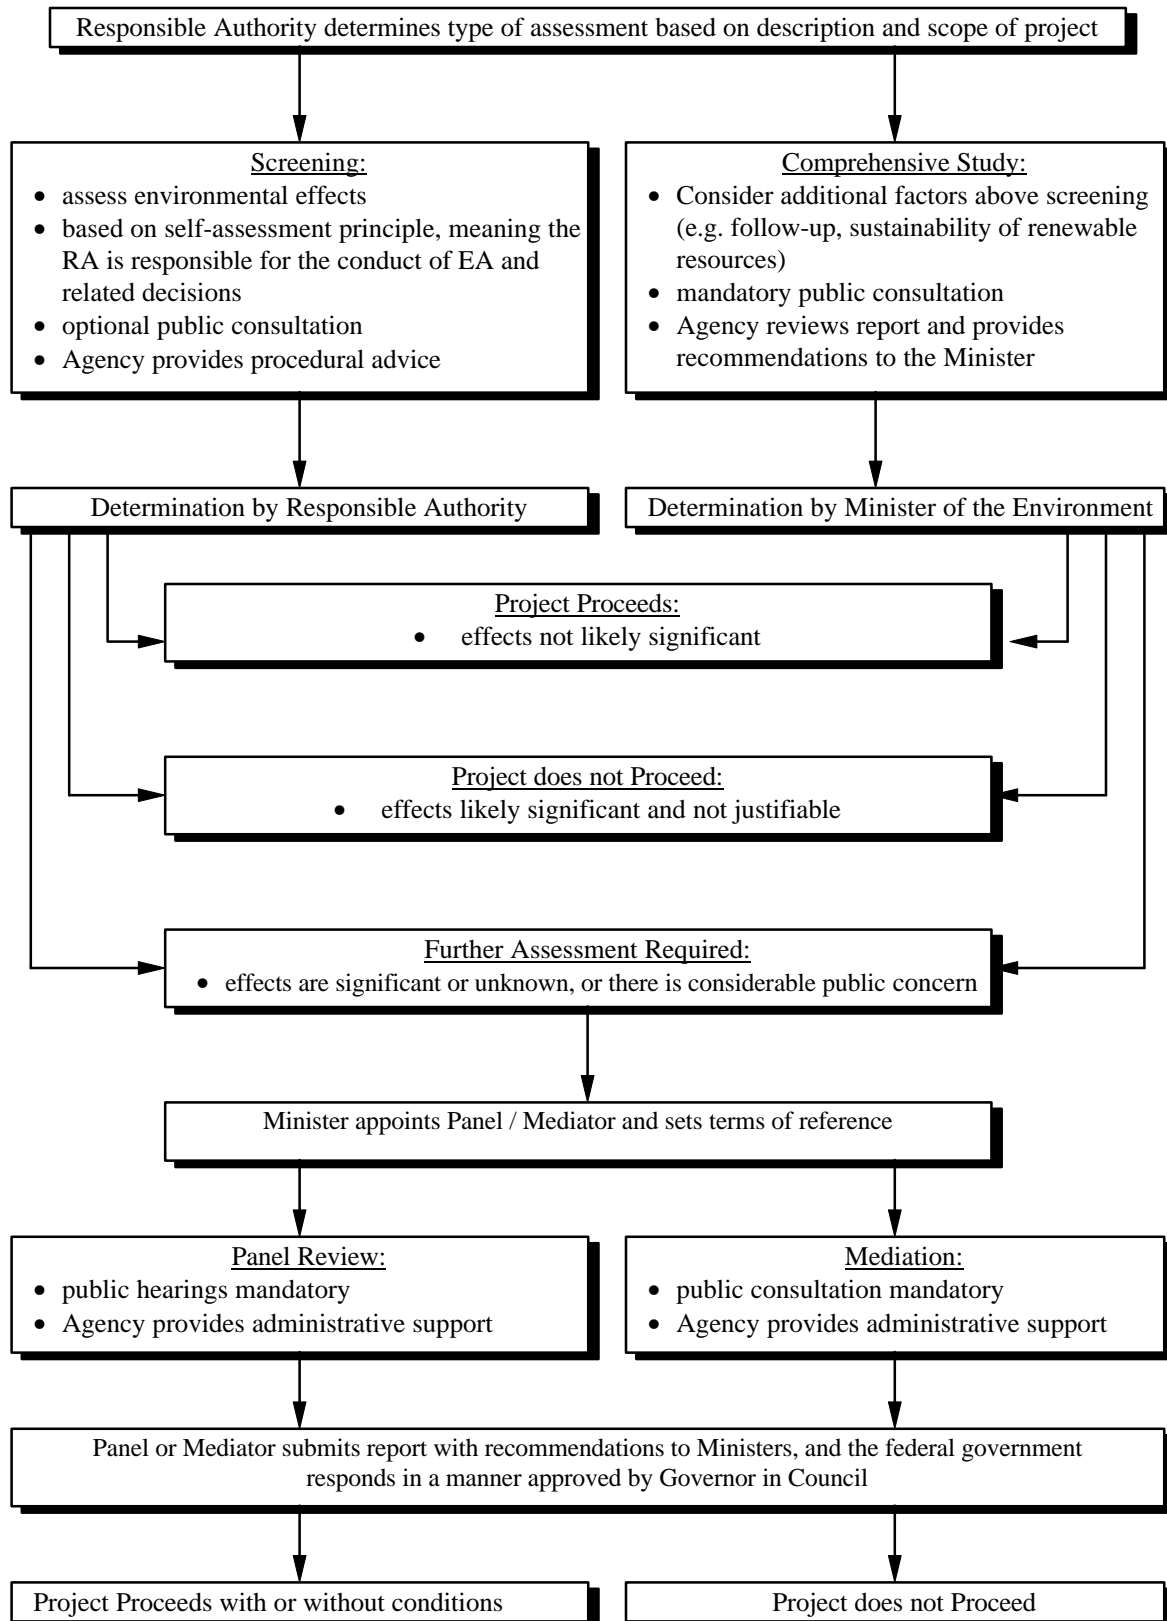 Responsible Authority determines type of assessment based on description and scope of project
Screening:
• assess environmental effects
• based on self-assessment principle, meaning the
RA is responsible for the conduct of EA and
related decisions
• optional public consultation
• Agency provides procedural advice
Comprehensive Study:
• Consider additional factors above screening
(e.g. follow-up, sustainability of renewable
resources)
• mandatory public consultation
• Agency reviews report and provides
recommendations to the Minister
Determination by Responsible Authority
Determination by Minister of the Environment
Project Proceeds:
• effects not likely significant
Project does not Proceed:
• effects likely significant and not justifiable
Further Assessment Required:
• effects are significant or unknown, or there is considerable public concern
Minister appoints Panel / Mediator and sets terms of reference
Panel Review:
• public hearings mandatory
• Agency provides administrative support
Mediation:
• public consultation mandatory
• Agency provides administrative support
Panel or Mediator submits report with recommendations to Ministers, and the federal government
responds in a manner approved by Governor in Council
Project Proceeds with or without conditions
Project does not Proceed